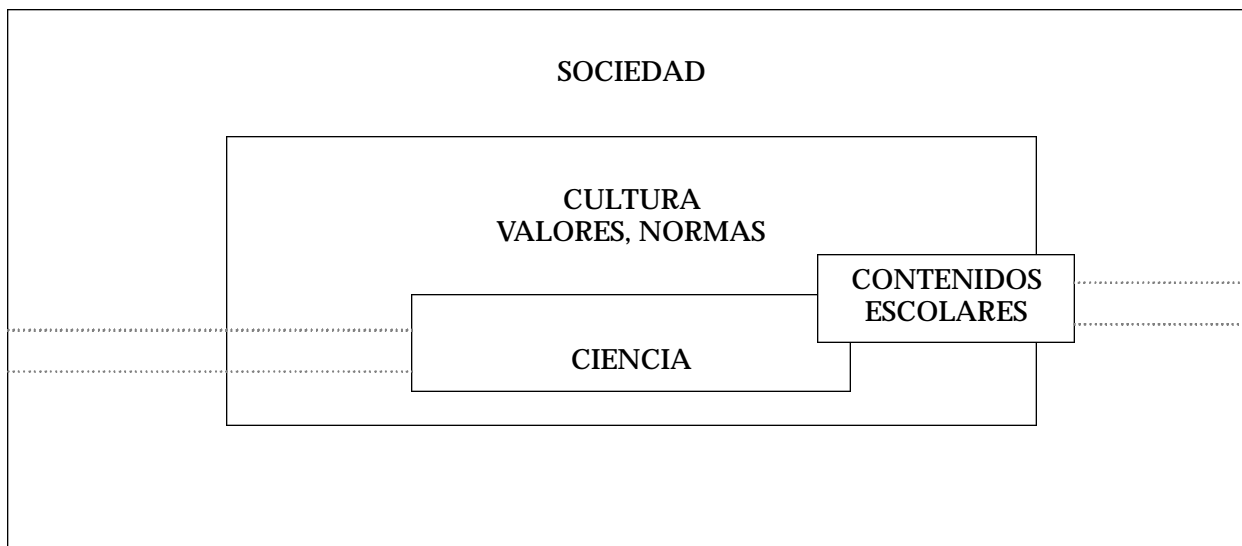 SOCIEDAD
CULTURA
VALORES, NORMAS
CONTENIDOS
ESCOLARES
CIENCIA